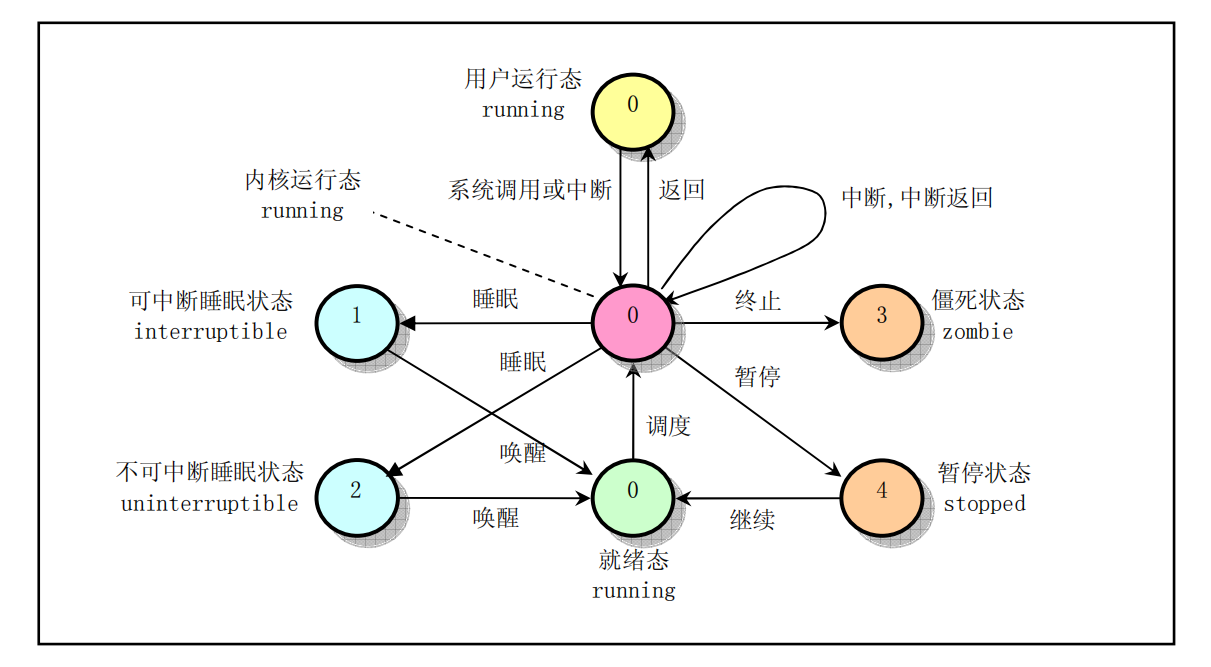 用户运行态
running
0
内核运行态
running
系统调用或中断
返回
中断,中断返回
可中断睡眠状态
interruptible
1
睡眠
0
终止
3
僵死状态
zombie
睡眠
暂停
调度
唤醒
不可中断睡眠状态
uninterruptible
2
唤醒
0
继续
4
暂停状态
stopped
就绪态
running